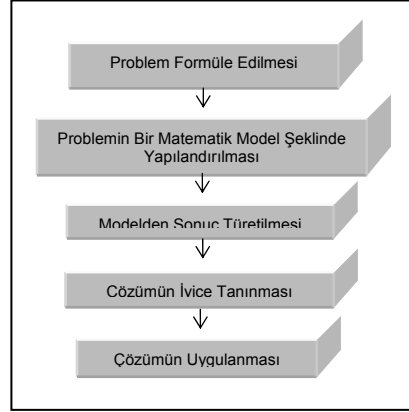 Problem Formüle Edilmesi
Problemin Bir Matematik Model Şeklinde
Yapılandırılması
Modelden Sonuç Türetilmesi
Çözümün İyice Tanınması
Çözümün Uygulanması